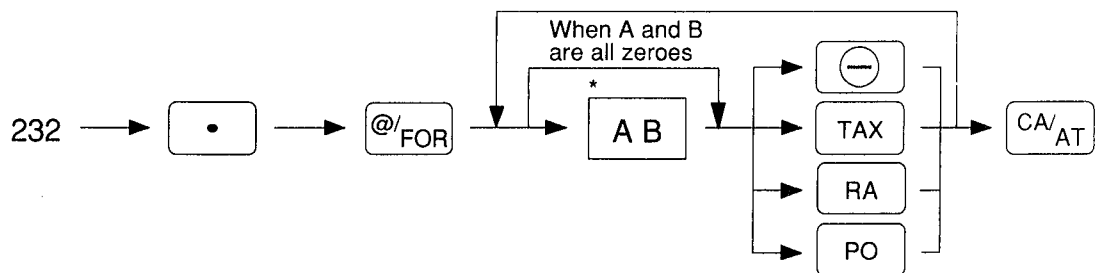 When A and B
are all zeroes
232
•
@/FOR
*
A B
TAX
CA/AT
RA
PO